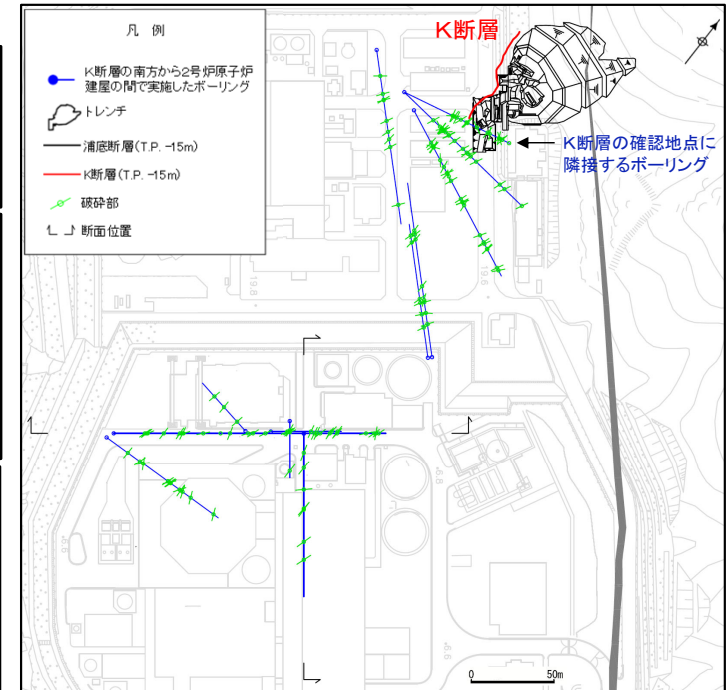 凡 例
K断層の南方から2号炉原子炉
建屋の間で実施したボーリング
トレンチ
浦底断層(T.P. -15m)
K断層(T.P. -15m)
破砕部
断面位置
K断層
K断層の確認地点に
隣接するボーリング
19.8
0 50m